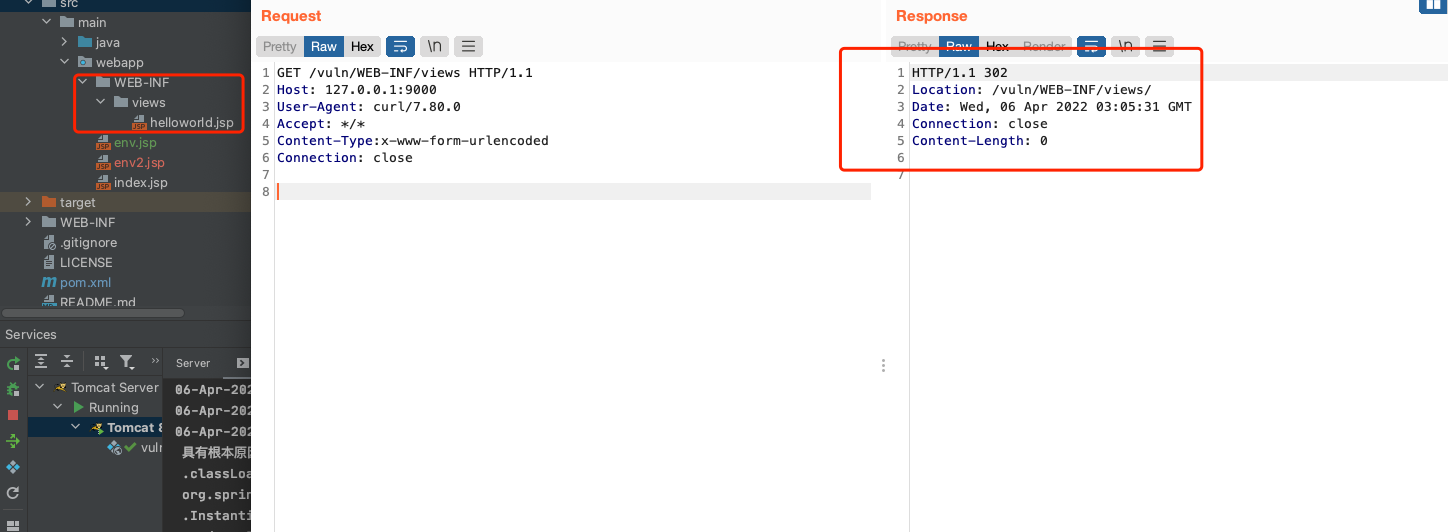 src
main
java
webapp
WEB-INF
views
helloworld.jsp
env.jsp
env2.jsp
index.jsp
target
WEB-INF
.gitignore
LICENSE
pom.xml
README.md
Services
Server
Tomcat Server
Running
Tomcat 8
vuln
06-Apr-202
06-Apr-202
06-Apr-202
具有根本原因
.classLoa
org.sprin
.Instanti
Request
Pretty Raw Hex \n
1 GET /vuln/WEB-INF/views HTTP/1.1
2 Host: 127.0.0.1:9000
3 User-Agent: curl/7.80.0
4 Accept: */*
5 Content-Type:x-www-form-urlencoded
6 Connection: close
7
8
Response
Pretty Raw Hex Render \n
1 HTTP/1.1 302
2 Location: /vuln/WEB-INF/views/
3 Date: Wed, 06 Apr 2022 03:05:31 GMT
4 Connection: close
5 Content-Length: 0
6
7